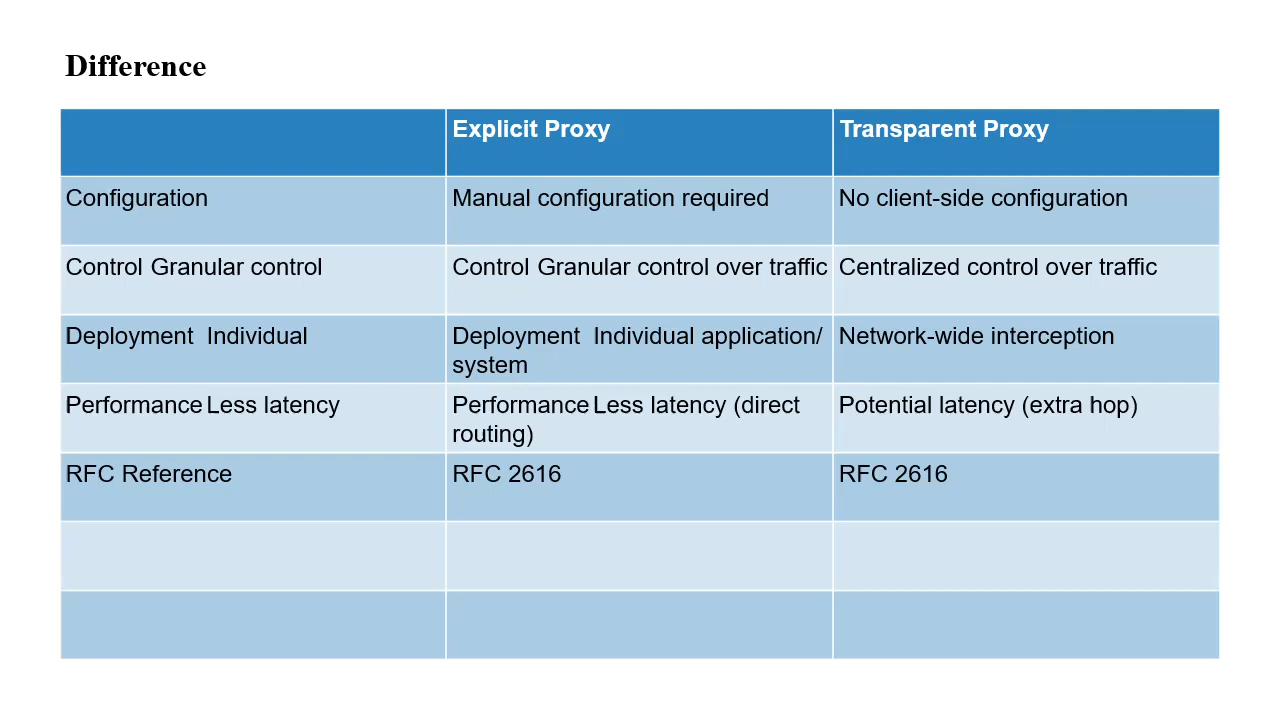 Difference
Explicit Proxy
Transparent Proxy
Configuration
Manual configuration required
No client-side configuration
Control Granular control
Control Granular control over traffic
Centralized control over traffic
Deployment Individual
Deployment Individual application/
system
Network-wide interception
Performance Less latency
Performance Less latency (direct
routing)
Potential latency (extra hop)
RFC Reference
RFC 2616
RFC 2616